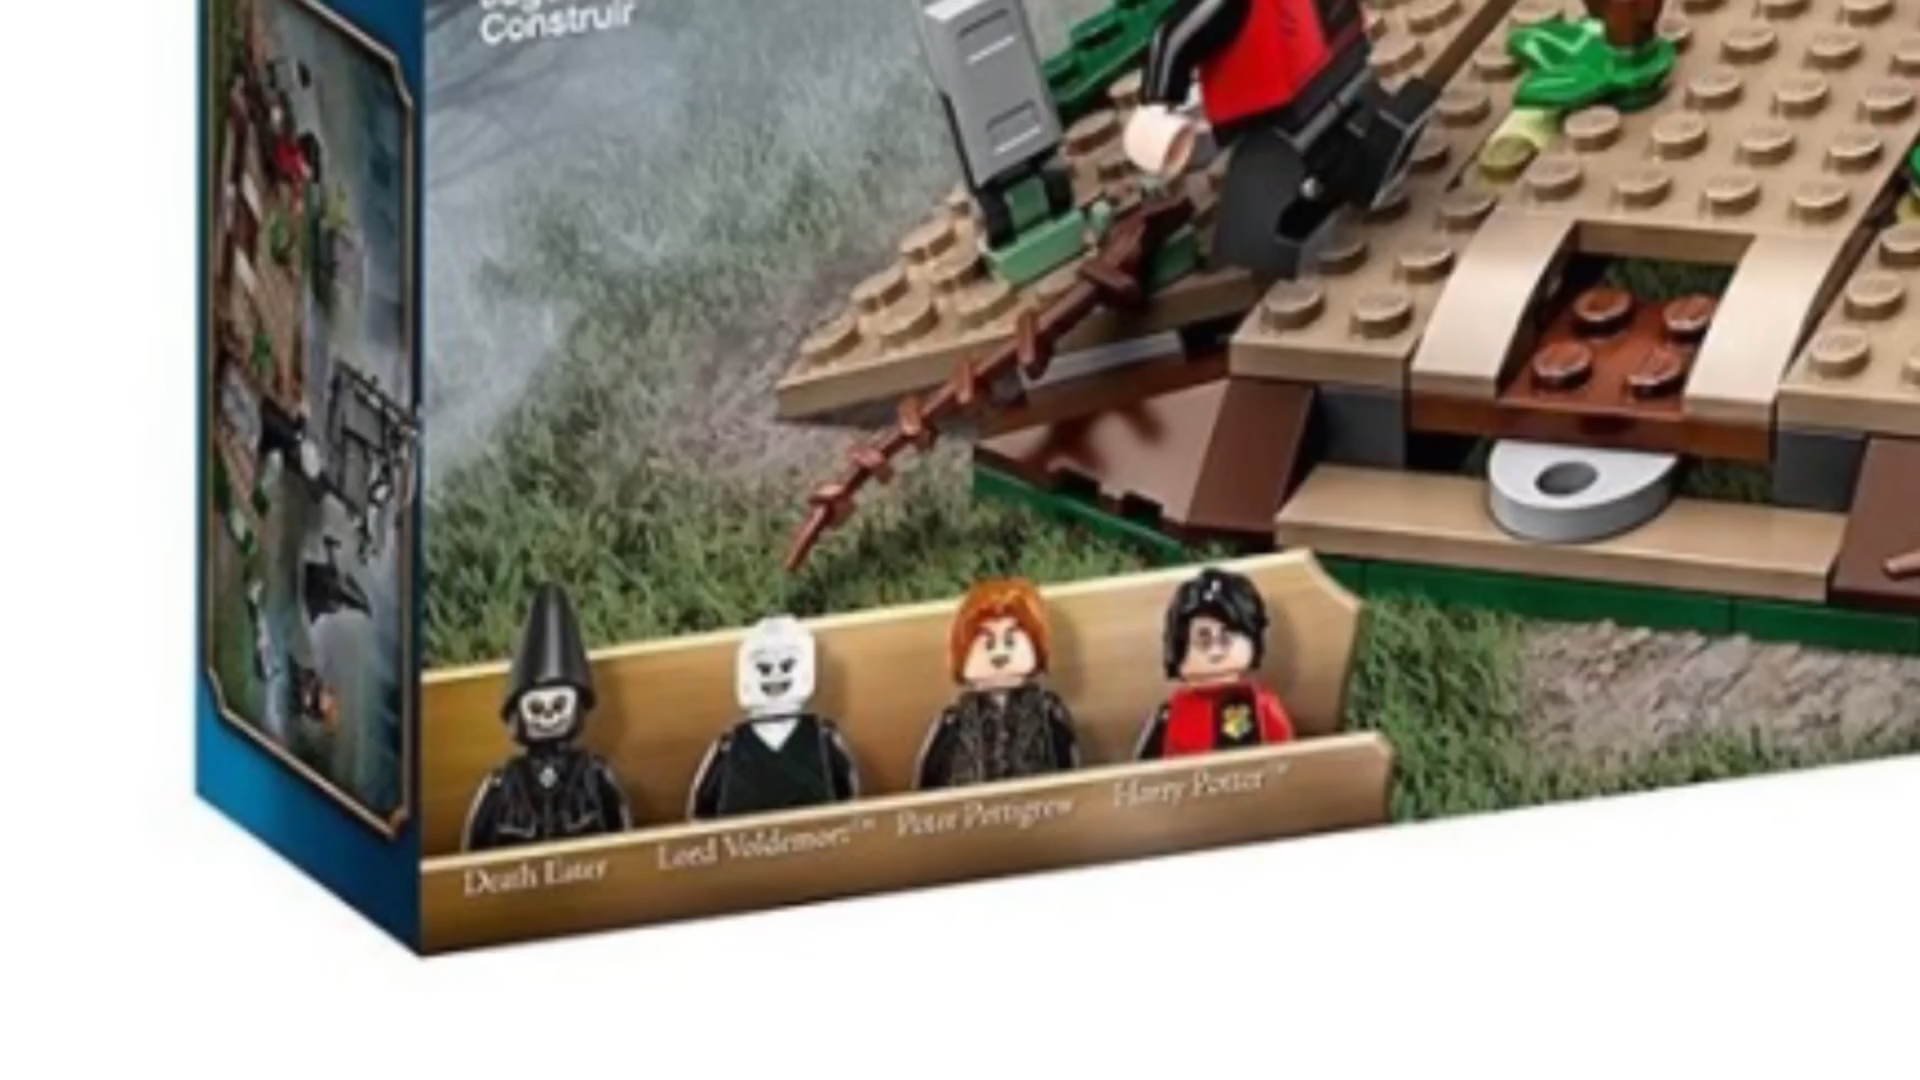 Construir
Death Eater
Lord Voldemort™
Peter Pettigrew
Harry Potter™